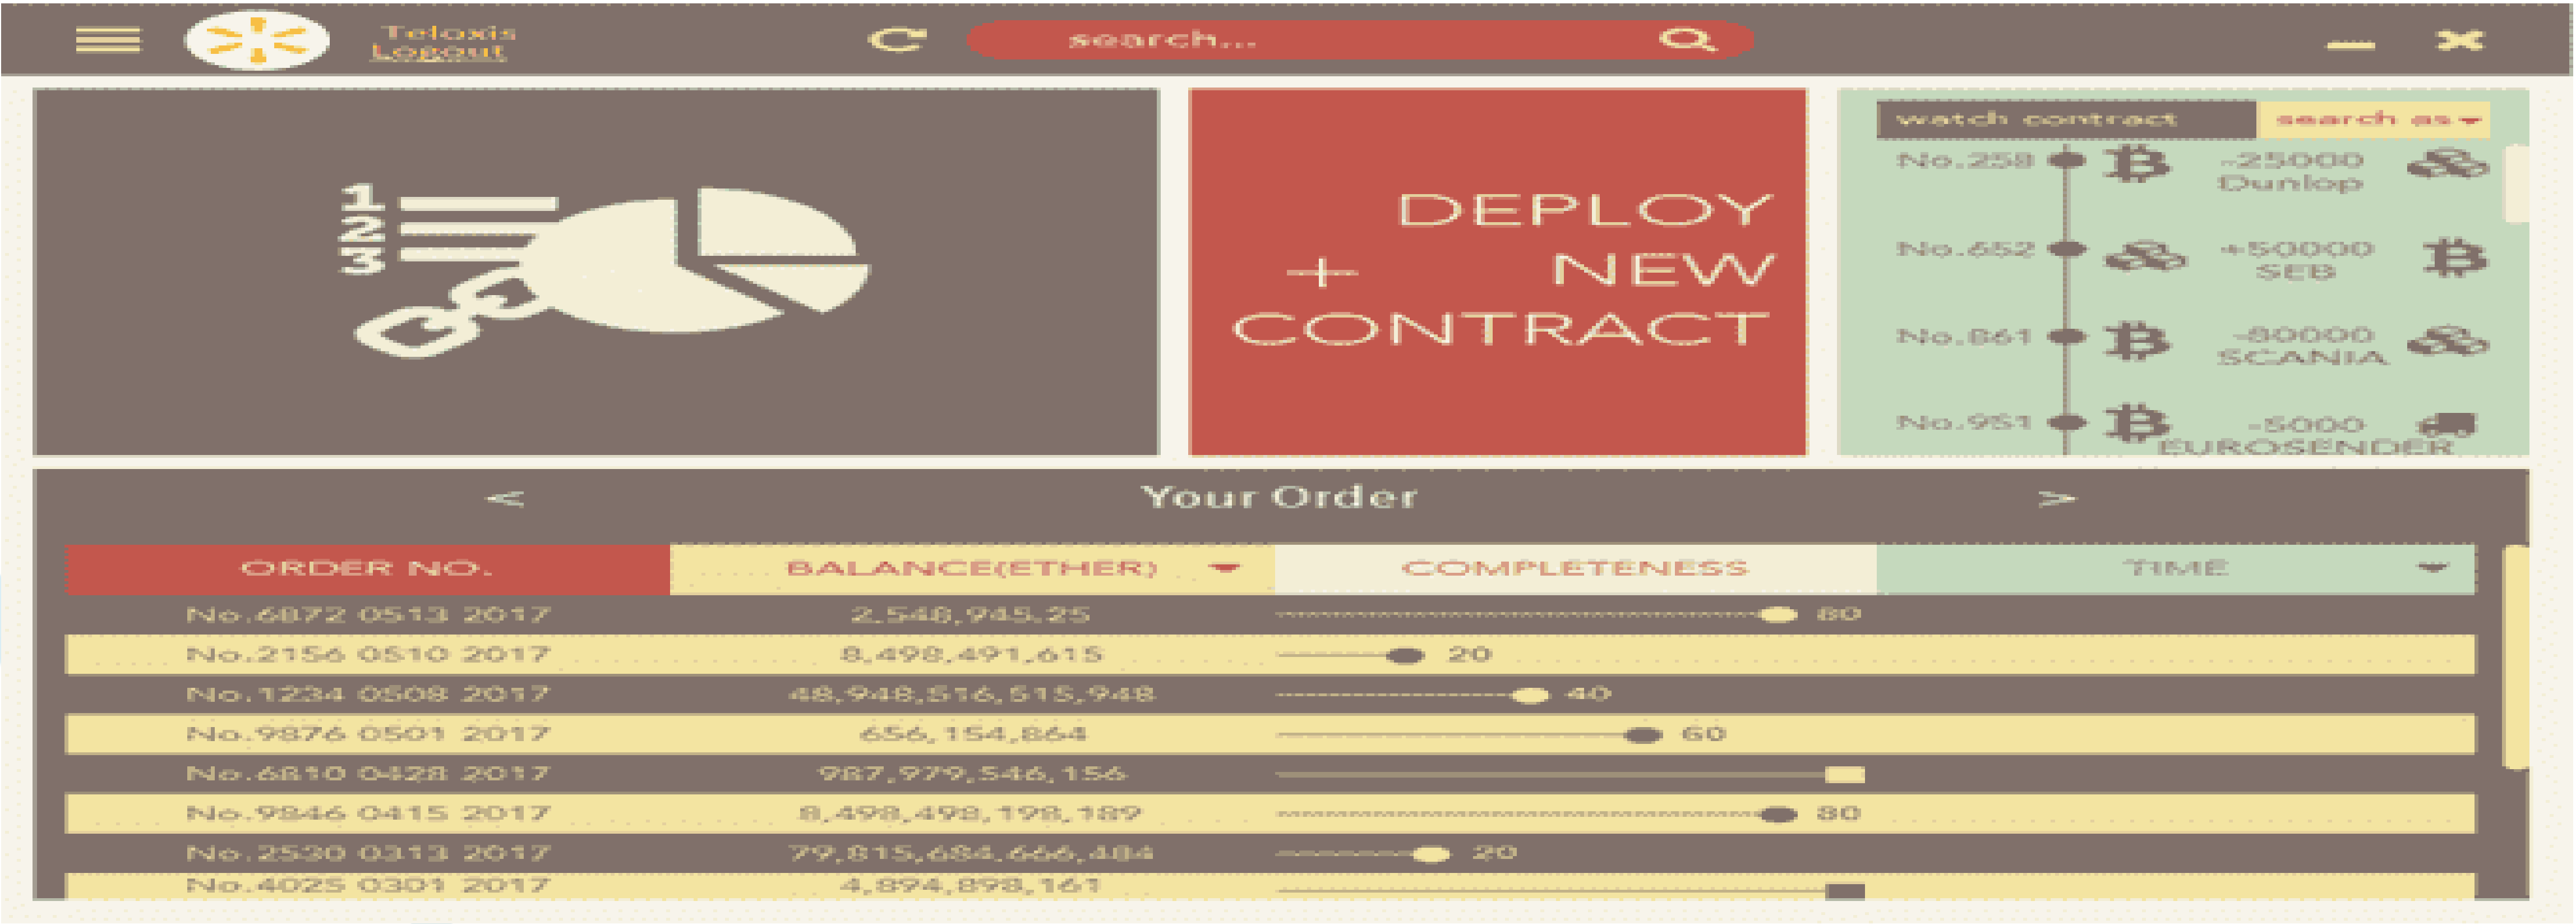 Teloxis
Logout
search...
1
2
3
DEPLOY
+ NEW
CONTRACT
watch contract search as
No.258 -25000
Dunlop
No.652 +50000
SEB
No.861 -80000
SCANIA
No.951 -5000
EUROSENDER
< Your Order >
ORDER NO. BALANCE(ETHER) COMPLETENESS TIME
No.6872 0513 2017 2,548,945,25 80
No.2156 0510 2017 8,498,491,615 20
No.1234 0508 2017 48,948,516,515,948 40
No.9876 0501 2017 656,154,864 60
No.6810 0428 2017 987,979,546,156
No.9846 0415 2017 8,498,498,198,189 80
No.2530 0313 2017 79,815,684,666,484 20
No.4025 0301 2017 4,894,898,161